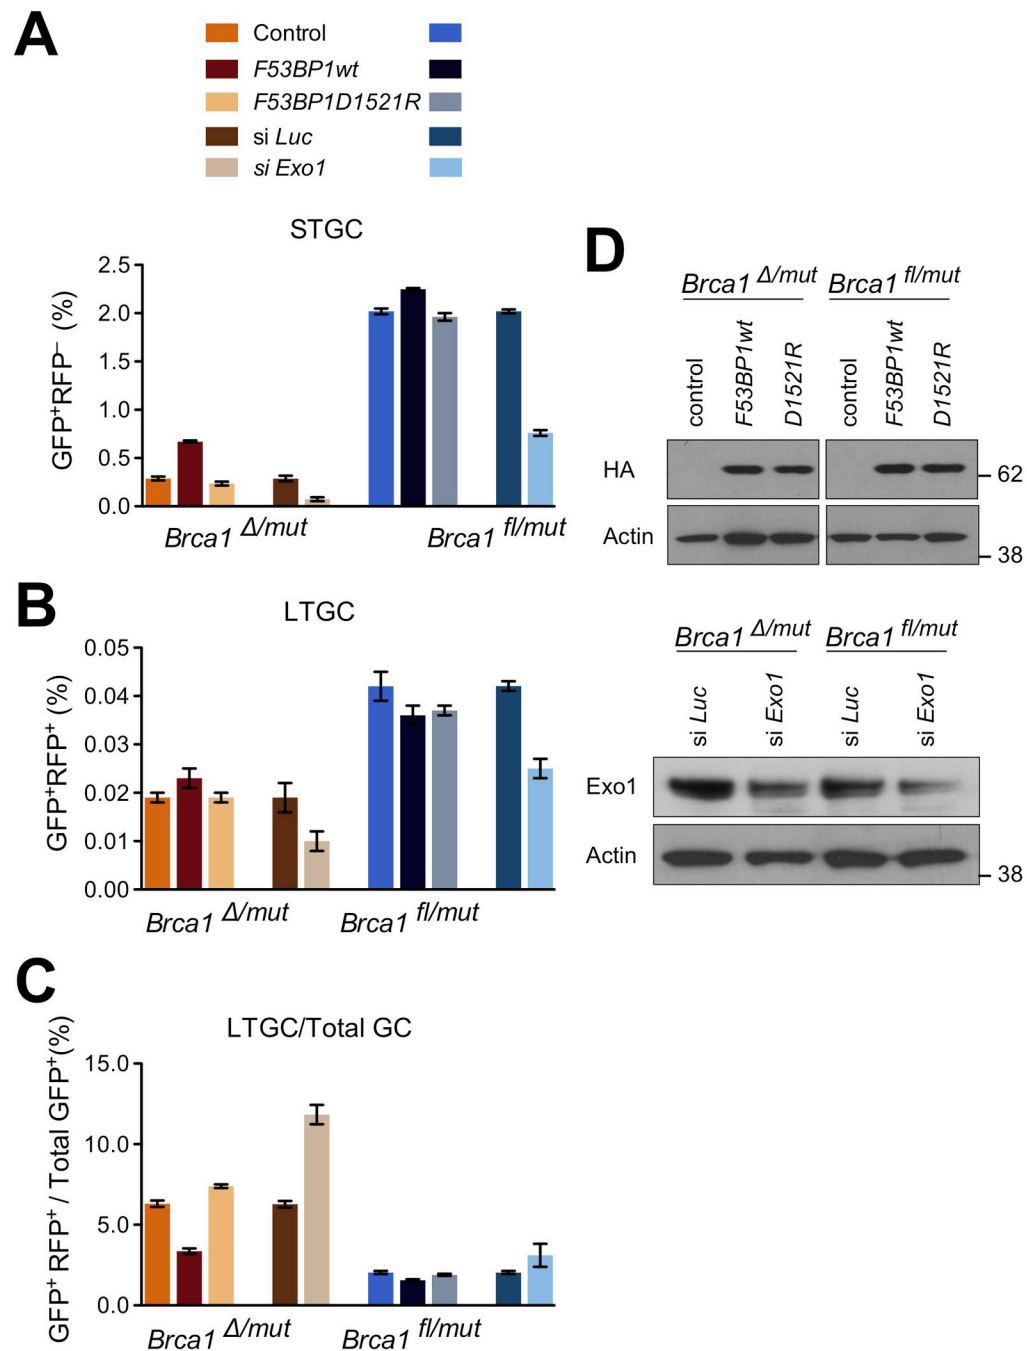 A
Control
F53BP1wt
F53BP1D1521R
si Luc
si Exo1
STGC
GFP⁺RFP⁻ (%)
2.5
2.0
1.5
1.0
0.5
0.0
Brca1 Δ/mut
Brca1 fl/mut
B
LTGC
GFP⁺RFP⁺ (%)
0.05
0.04
0.03
0.02
0.01
0.00
Brca1 Δ/mut
Brca1 fl/mut
C
LTGC/Total GC
GFP⁺ RFP⁺ / Total GFP⁺(%)
15.0
10.0
5.0
0.0
Brca1 Δ/mut
Brca1 fl/mut
D
Brca1 Δ/mut
Brca1 fl/mut
control
F53BP1wt
D1521R
control
F53BP1wt
D1521R
HA
62
Actin
38
Brca1 Δ/mut
Brca1 fl/mut
si Luc
si Exo1
si Luc
si Exo1
Exo1
Actin
38